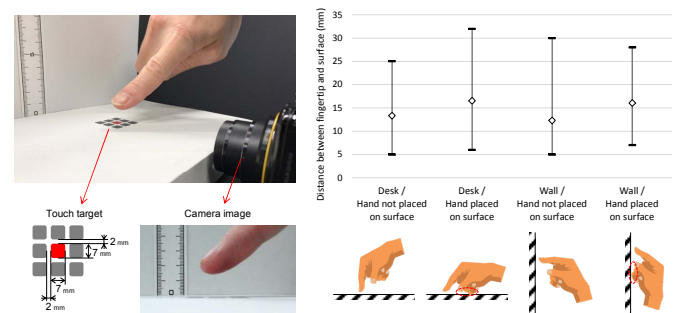 Touch target
Camera image
2 mm
7 mm
7 mm
2 mm
Distance between fingertip and surface (mm)
35
30
25
20
15
10
5
0
Desk /
Hand not placed
on surface
Desk /
Hand placed
on surface
Wall /
Hand not placed
on surface
Wall /
Hand placed
on surface